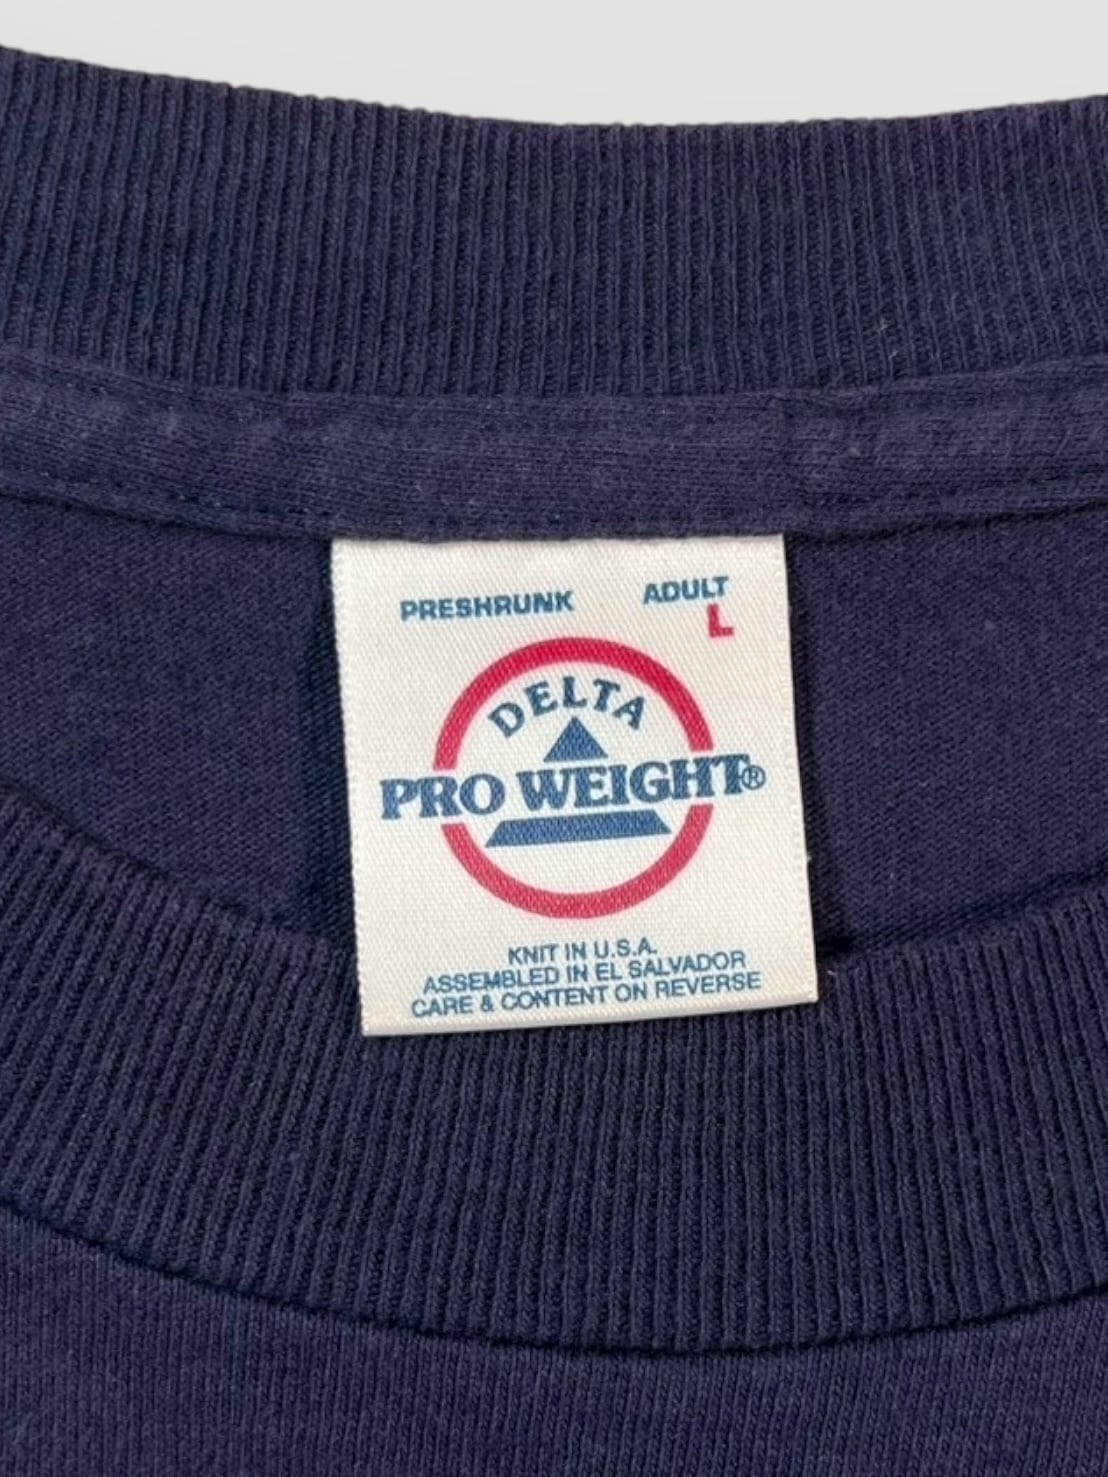 PRESHRUNK ADULT
L
DELTA
PRO WEIGHT®
KNIT IN U.S.A.
ASSEMBLED IN EL SALVADOR
CARE & CONTENT ON REVERSE